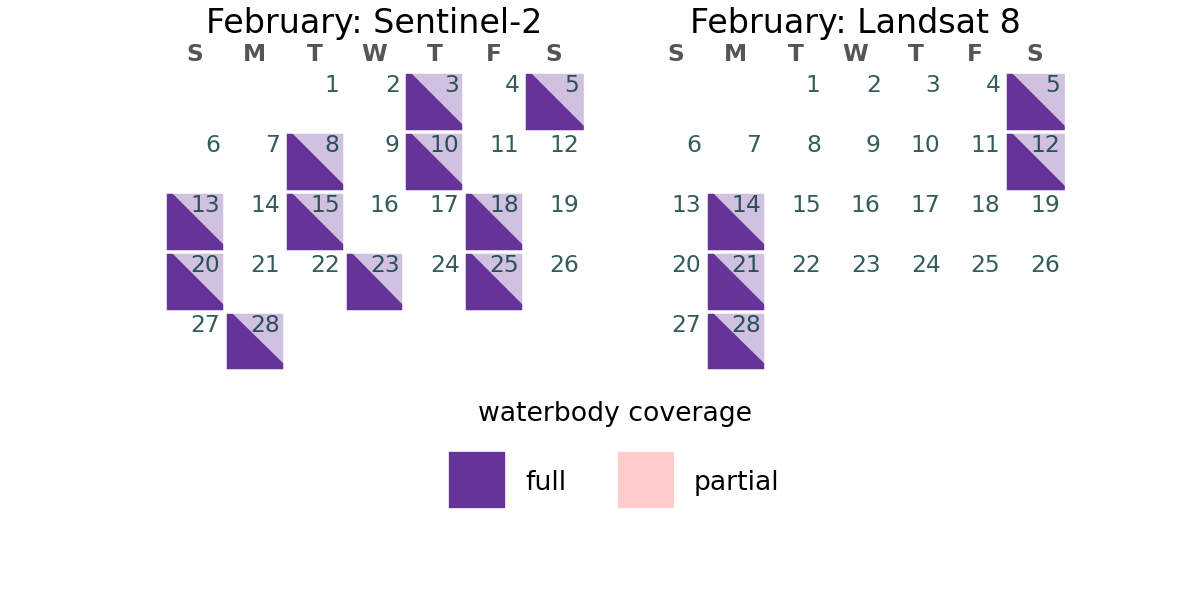 February: Sentinel-2
S M T W T F S
1 2 3 4 5
6 7 8 9 10 11 12
13 14 15 16 17 18 19
20 21 22 23 24 25 26
27 28
February: Landsat 8
S M T W T F S
1 2 3 4 5
6 7 8 9 10 11 12
13 14 15 16 17 18 19
20 21 22 23 24 25 26
27 28
waterbody coverage
full partial